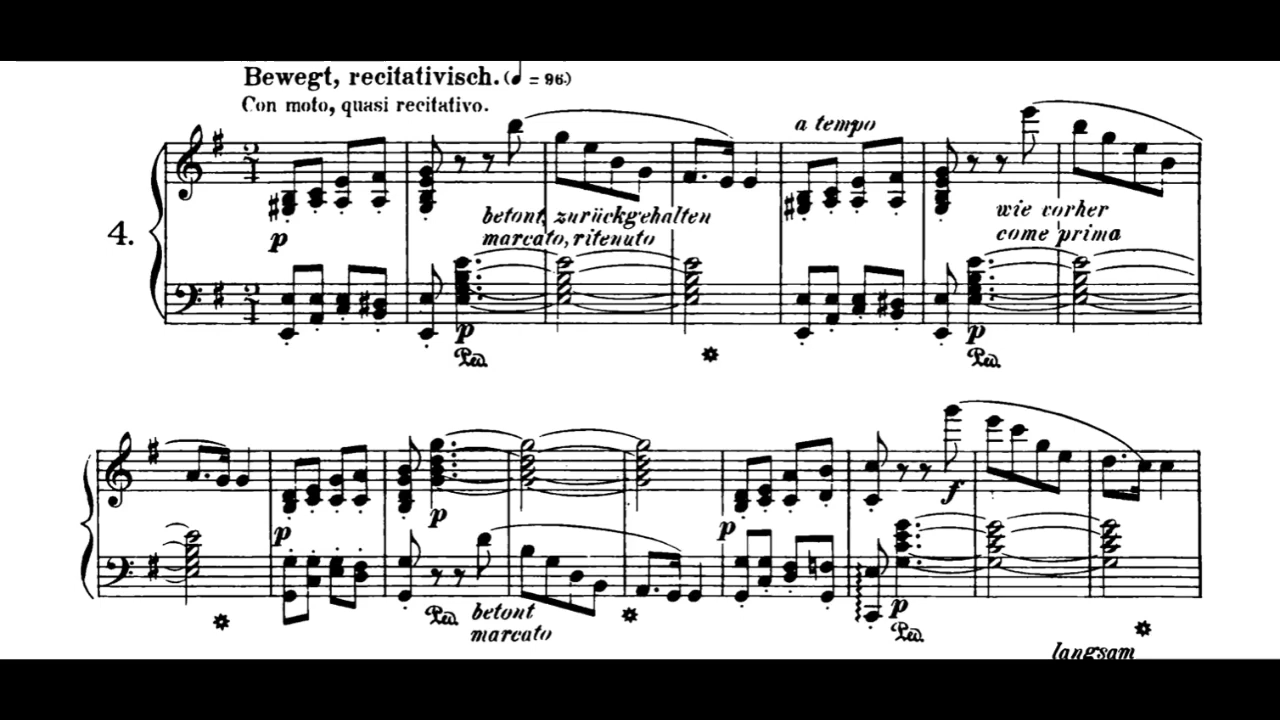 Bewegt, recitativisch. (♩ = 96.)
Con moto, quasi recitativo.
a tempo
4.
p
betont, zurückgehalten
marcato, ritenuto
wie vorher
come prima
p
Ped.
p
Ped.
p
p
p
f
Ped.
betont
marcato
p
Ped.
langsam